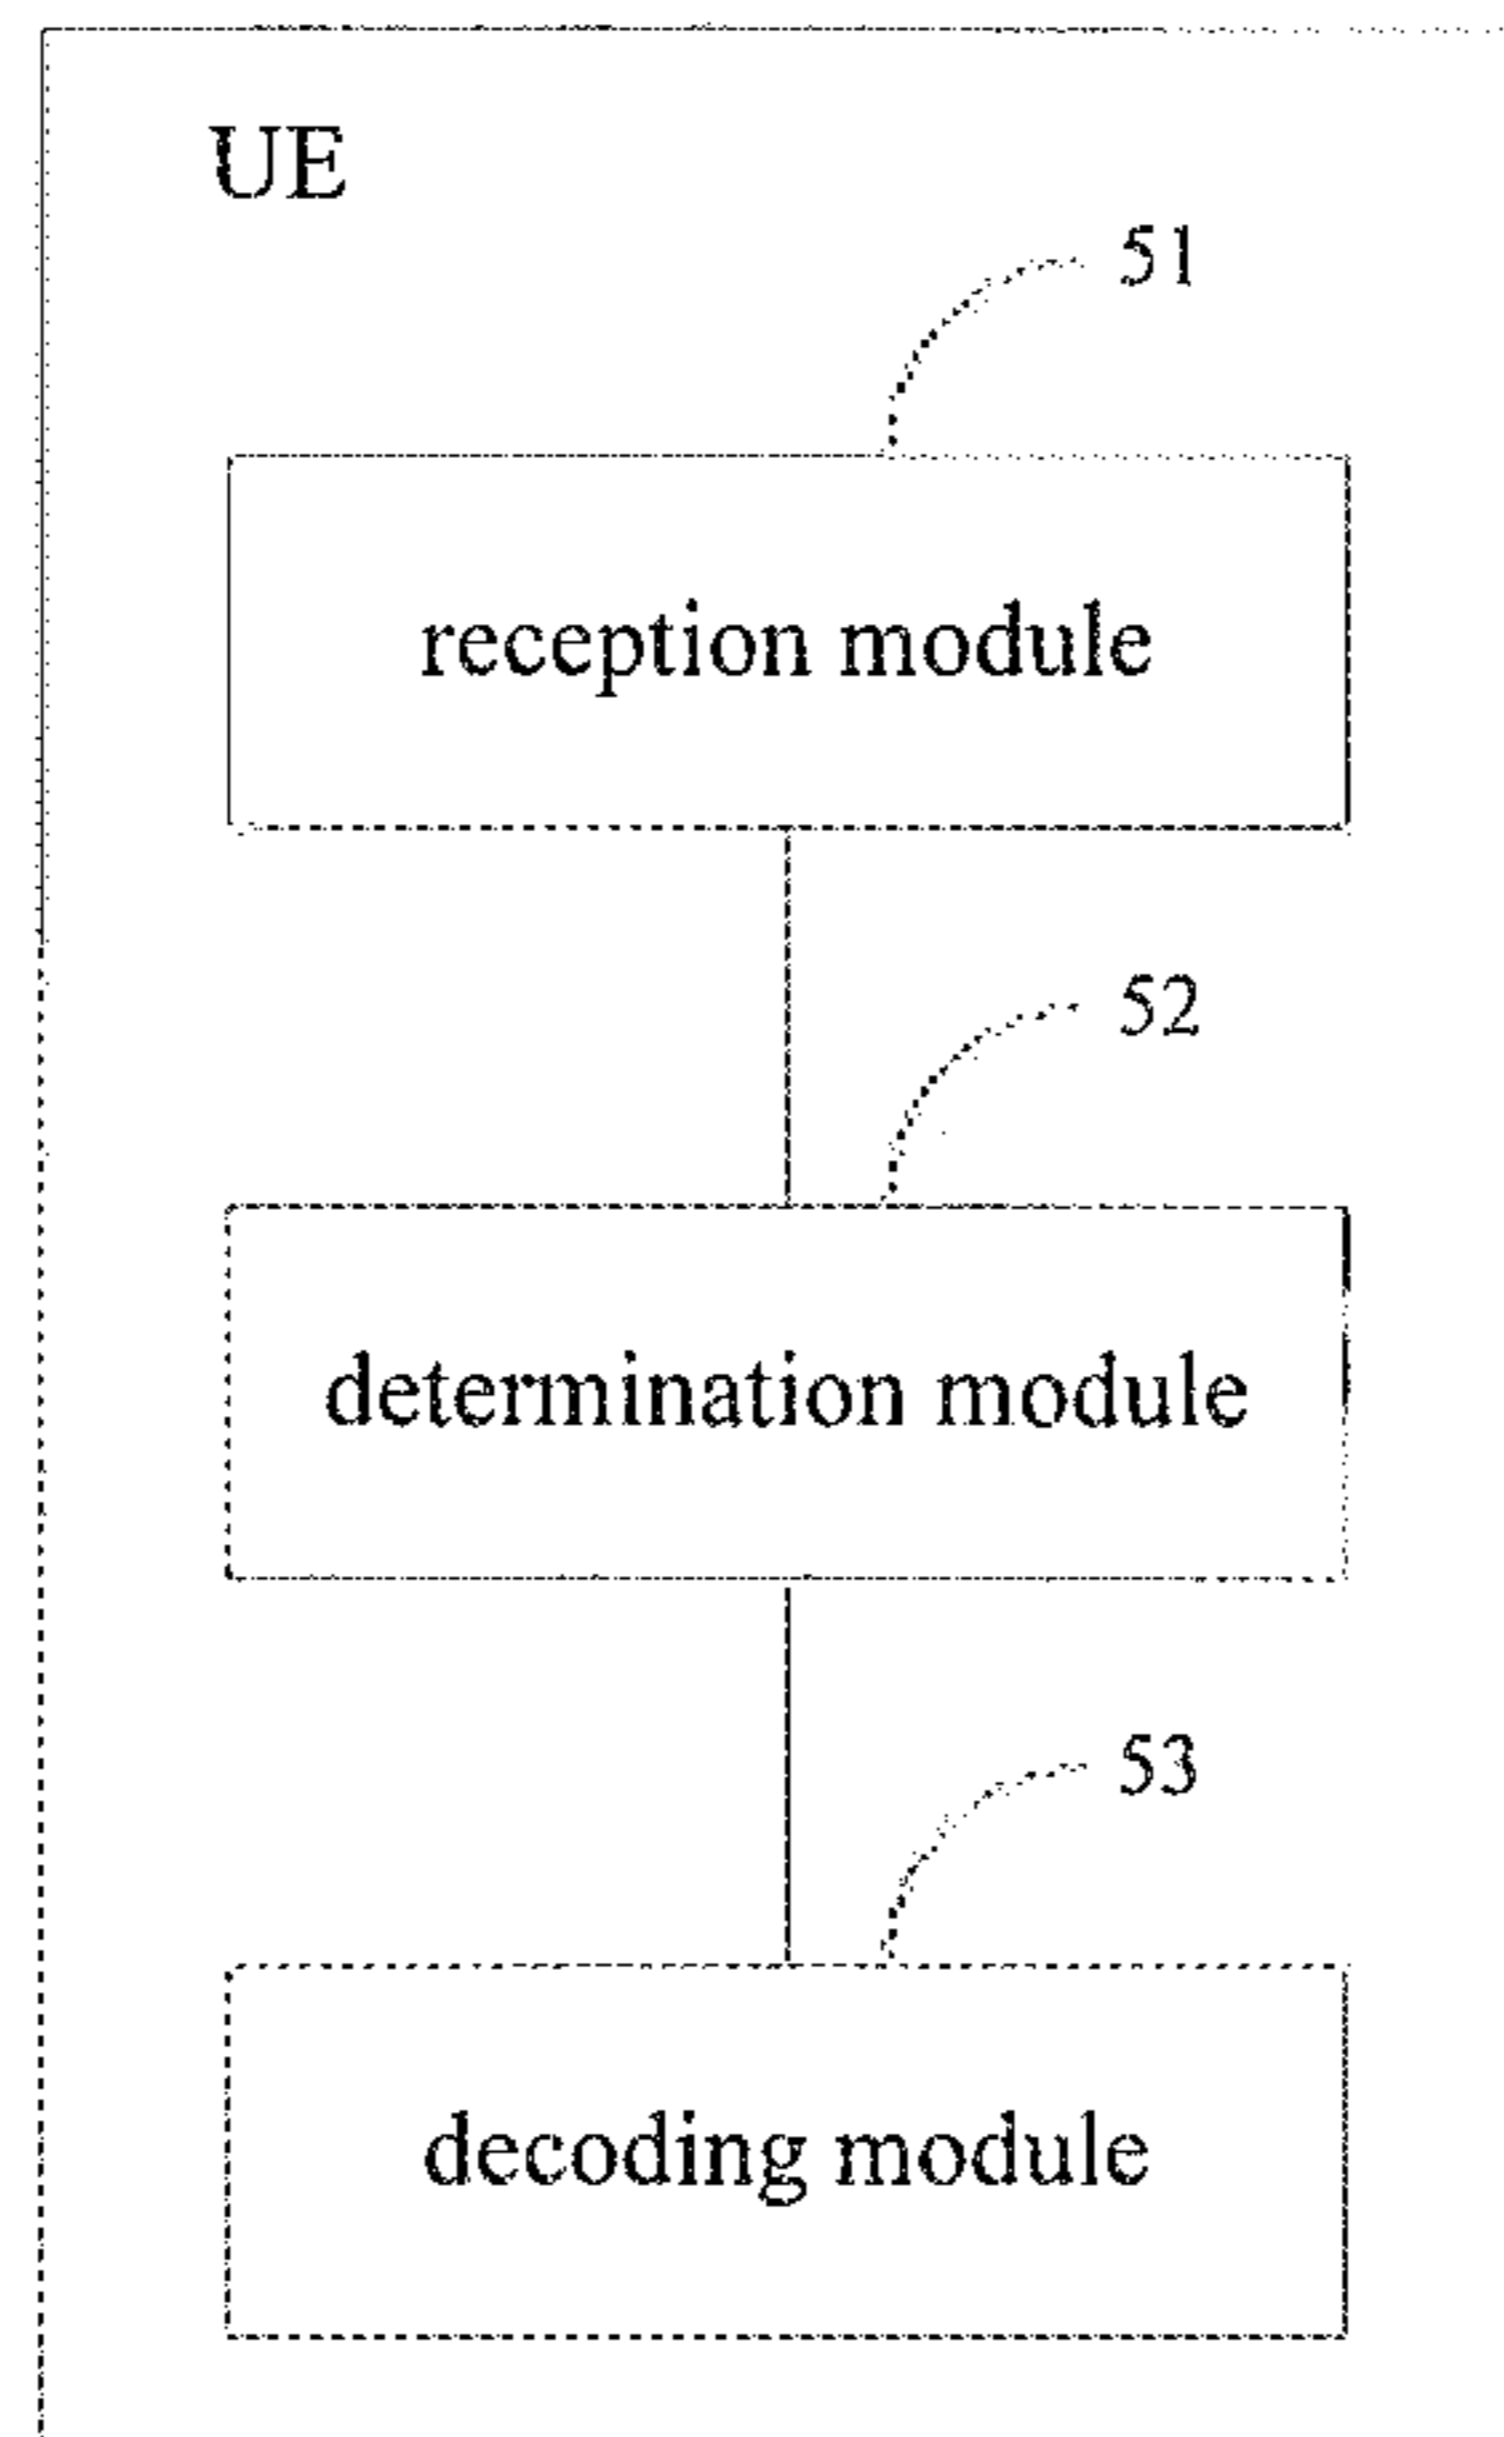 UE
51
reception module
52
determination module
53
decoding module